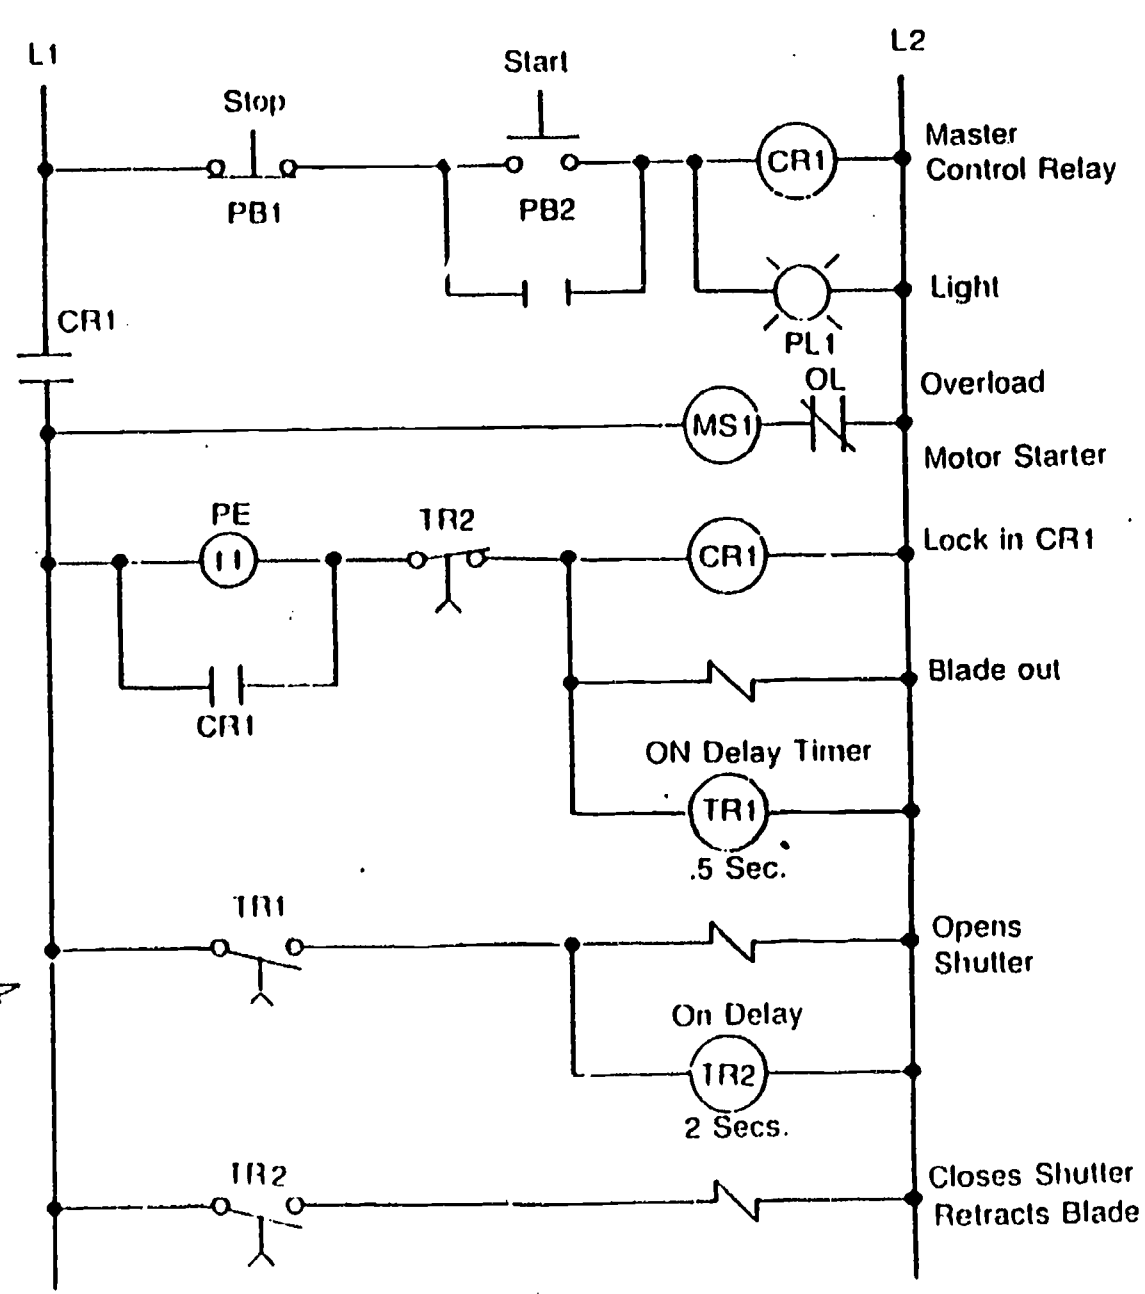 L1
L2
Start
Stop
Master
Control Relay
CR1
PB1
PB2
Light
CR1
PL1
OL
Overload
MS1
Motor Starter
PE
TR2
Lock in CR1
CR1
Blade out
CR1
ON Delay Timer
TR1
.5 Sec.
TR1
Opens
Shutter
On Delay
TR2
2 Secs.
TR2
Closes Shutter
Retracts Blade